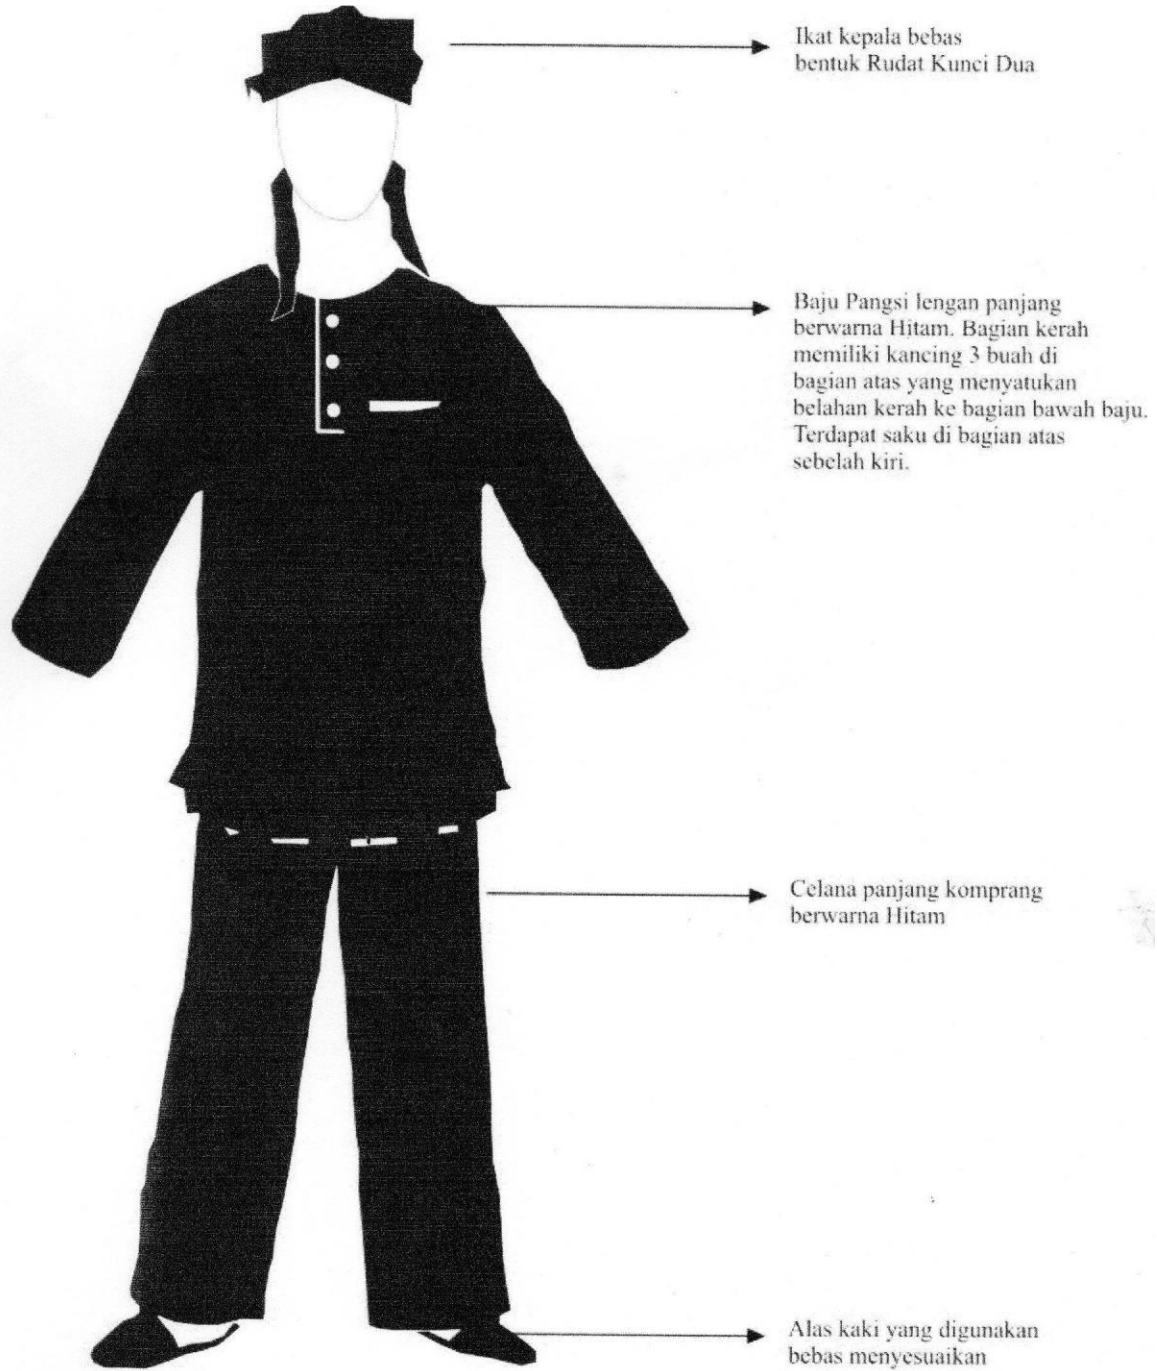 Ikat kepala bebas
bentuk Rudat Kunci Dua
Baju Pangsi lengan panjang
berwarna Hitam. Bagian kerah
memiliki kancing 3 buah di
bagian atas yang menyatukan
belahan kerah ke bagian bawah baju.
Terdapat saku di bagian atas
sebelah kiri.
Celana panjang komprang
berwarna Hitam
Alas kaki yang digunakan
bebas menyesuaikan